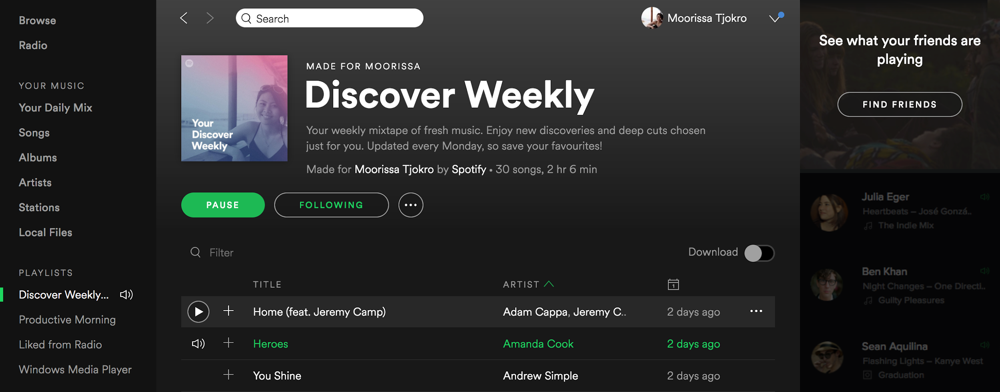 Browse
Radio
YOUR MUSIC
Your Daily Mix
Songs
Albums
Artists
Stations
Local Files
PLAYLISTS
Discover Weekly...
Productive Morning
Liked from Radio
Windows Media Player
Search
Moorissa Tjokro
Your
Discover
Weekly
MADE FOR MOORISSA
Discover Weekly
Your weekly mixtape of fresh music. Enjoy new discoveries and deep cuts chosen
just for you. Updated every Monday, so save your favourites!
Made for Moorissa Tjokro by Spotify • 30 songs, 2 hr 6 min
PAUSE
FOLLOWING
Filter
Download
TITLE ARTIST 1
Home (feat. Jeremy Camp) Adam Cappa, Jeremy C.. 2 days ago
Heroes Amanda Cook 2 days ago
You Shine Andrew Simple 2 days ago
See what your friends are
playing
FIND FRIENDS
Julia Eger
Heartbeats – José Gonzá..
The Indie Mix
Ben Khan
Night Changes – One Directi..
Guilty Pleasures
Sean Aquilina
Flashing Lights – Kanye West
Graduation